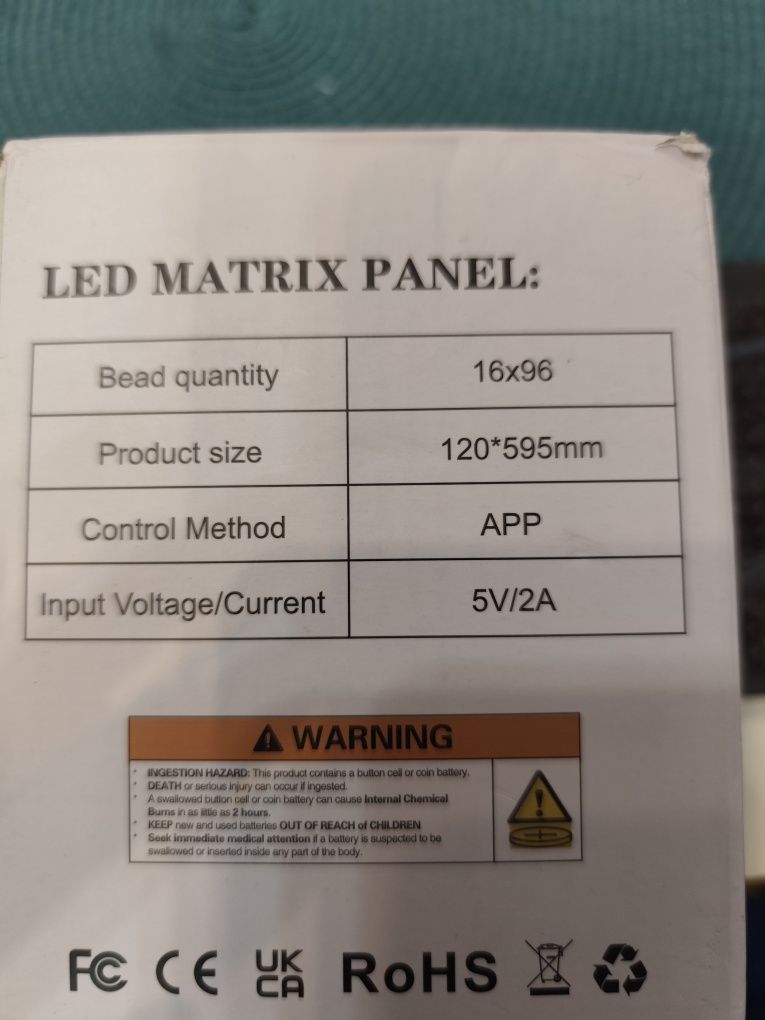 LED MATRIX PANEL:
Bead quantity 16x96
Product size 120*595mm
Control Method APP
Input Voltage/Current 5V/2A
WARNING
INGESTION HAZARD: This product contains a button cell or coin battery.
DEATH or serious injury can occur if ingested.
A swallowed button cell or coin battery can cause Internal Chemical
Burns in as little as 2 hours.
KEEP new and used batteries OUT OF REACH of CHILDREN
Seek immediate medical attention if a battery is suspected to be
swallowed or inserted inside any part of the body.
FC CE UK CA RoHS